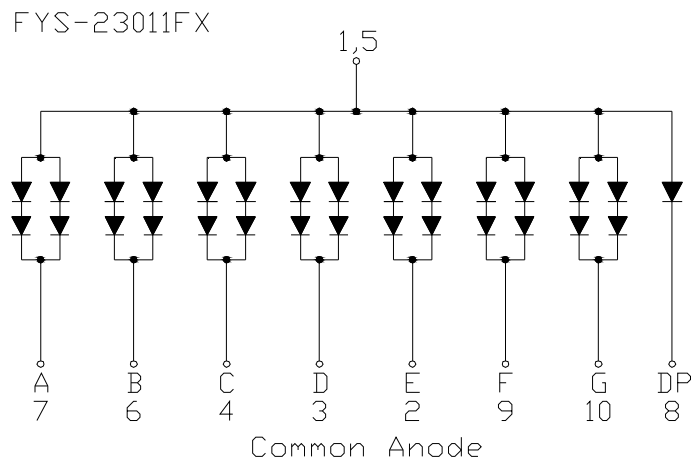 FYS-23011FX
1,5
A B C D E F G DP
7 6 4 3 2 9 10 8
Common Anode